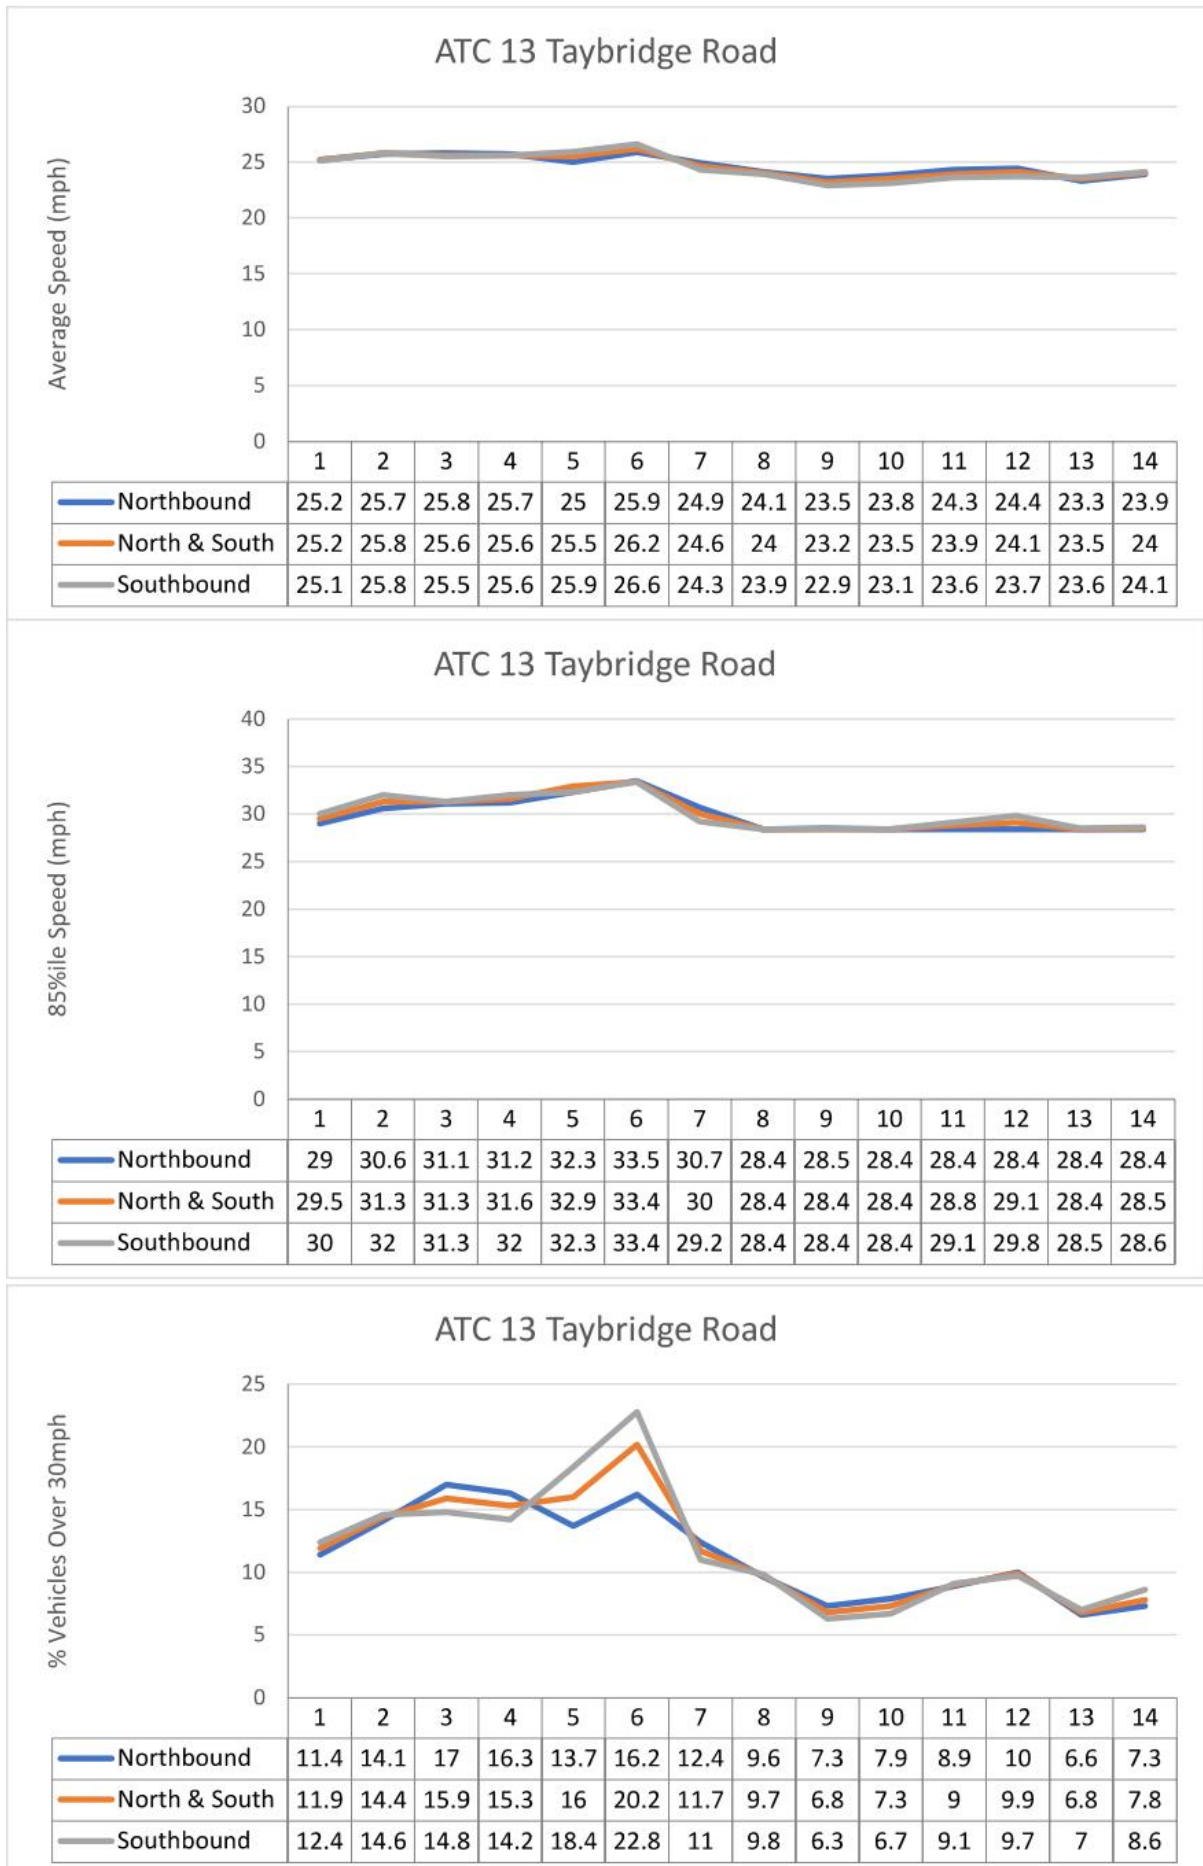 ATC 13 Taybridge Road
Average Speed (mph)
30
25
20
15
10
5
0
1 2 3 4 5 6 7 8 9 10 11 12 13 14
Northbound 25.2 25.7 25.8 25.7 25 25.9 24.9 24.1 23.5 23.8 24.3 24.4 23.3 23.9
North & South 25.2 25.8 25.6 25.6 25.5 26.2 24.6 24 23.2 23.5 23.9 24.1 23.5 24
Southbound 25.1 25.8 25.5 25.6 25.9 26.6 24.3 23.9 22.9 23.1 23.6 23.7 23.6 24.1
ATC 13 Taybridge Road
85%ile Speed (mph)
40
35
30
25
20
15
10
5
0
1 2 3 4 5 6 7 8 9 10 11 12 13 14
Northbound 29 30.6 31.1 31.2 32.3 33.5 30.7 28.4 28.5 28.4 28.4 28.4 28.4 28.4
North & South 29.5 31.3 31.3 31.6 32.9 33.4 30 28.4 28.4 28.4 28.8 29.1 28.4 28.5
Southbound 30 32 31.3 32 32.3 33.4 29.2 28.4 28.4 28.4 29.1 29.8 28.5 28.6
ATC 13 Taybridge Road
% Vehicles Over 30mph
25
20
15
10
5
0
1 2 3 4 5 6 7 8 9 10 11 12 13 14
Northbound 11.4 14.1 17 16.3 13.7 16.2 12.4 9.6 7.3 7.9 8.9 10 6.6 7.3
North & South 11.9 14.4 15.9 15.3 16 20.2 11.7 9.7 6.8 7.3 9 9.9 6.8 7.8
Southbound 12.4 14.6 14.8 14.2 18.4 22.8 11 9.8 6.3 6.7 9.1 9.7 7 8.6